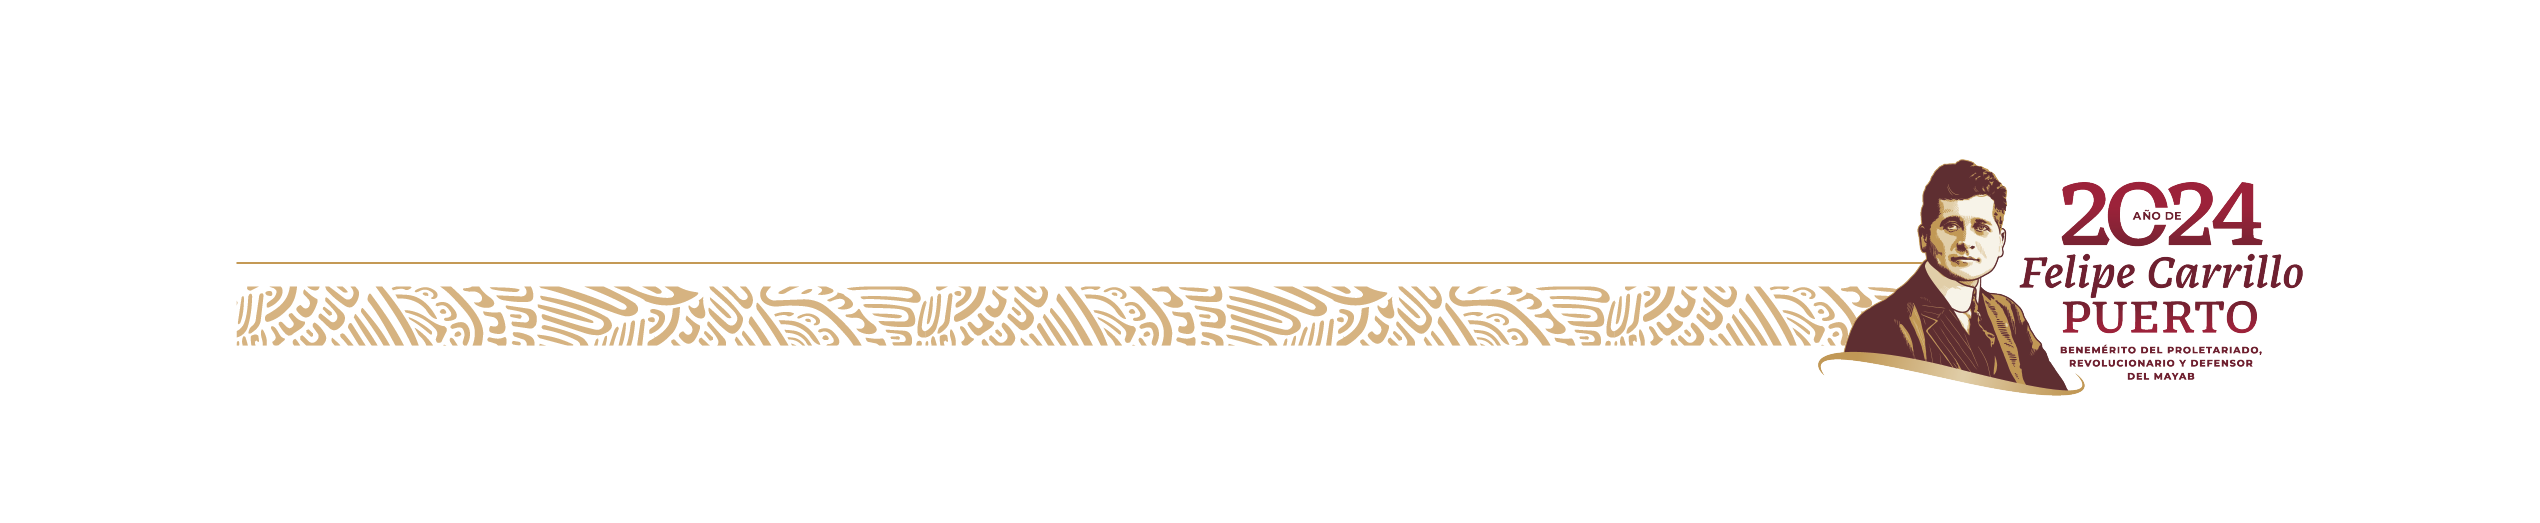 2024
AÑO DE
Felipe Carrillo
PUERTO
BENEMÉRITO DEL PROLETARIADO,
REVOLUCIONARIO Y DEFENSOR
DEL MAYAB